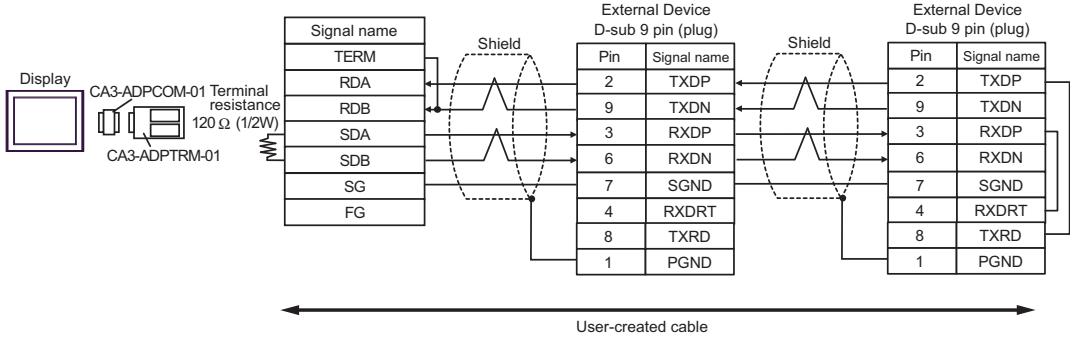 Display
CA3-ADPCOM-01
CA3-ADPTRM-01
Terminal
resistance
120 Ω (1/2W)
Signal name
TERM
RDA
RDB
SDA
SDB
SG
FG
Shield
External Device
D-sub 9 pin (plug)
Pin Signal name
2 TXDP
9 TXDN
3 RXDP
6 RXDN
7 SGND
4 RXDRT
8 TXRD
1 PGND
Shield
External Device
D-sub 9 pin (plug)
Pin Signal name
2 TXDP
9 TXDN
3 RXDP
6 RXDN
7 SGND
4 RXDRT
8 TXRD
1 PGND
User-created cable